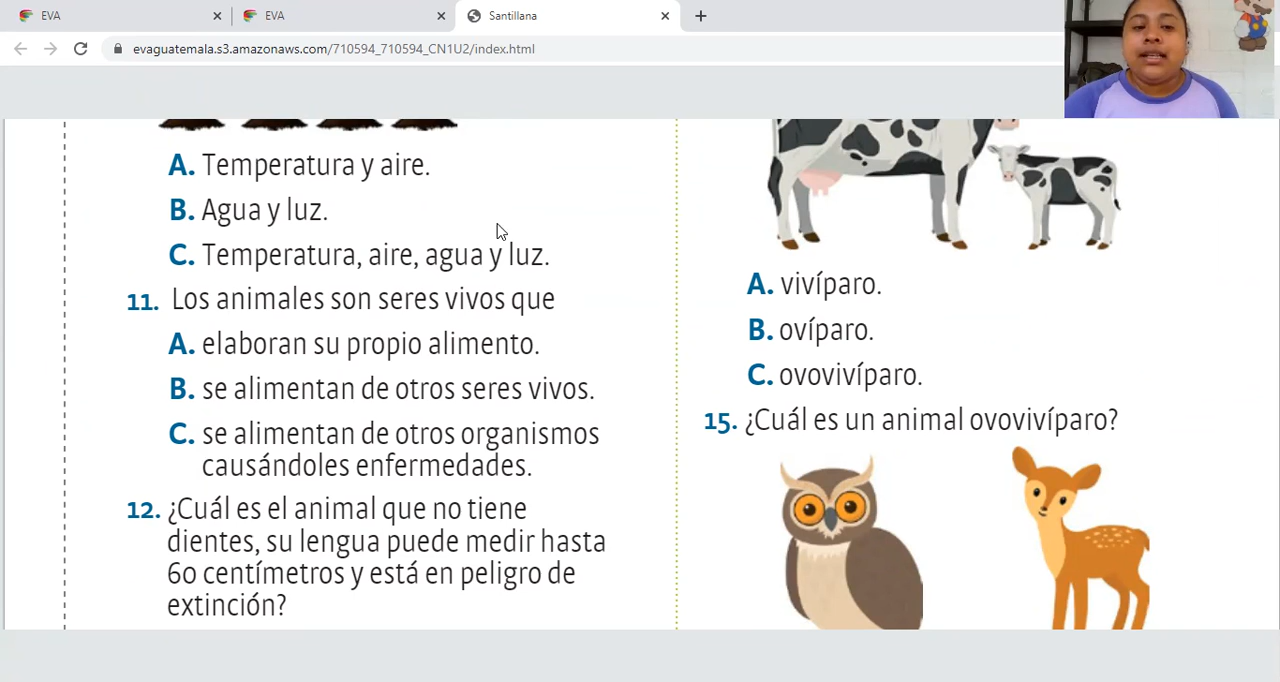 EVA
EVA
Santillana
evaguatemala.s3.amazonaws.com/710594_710594_CN1U2/index.html
A. Temperatura y aire.
B. Agua y luz.
C. Temperatura, aire, agua y luz.
11. Los animales son seres vivos que
A. elaboran su propio alimento.
B. se alimentan de otros seres vivos.
C. se alimentan de otros organismos
causándoles enfermedades.
12. ¿Cuál es el animal que no tiene
dientes, su lengua puede medir hasta
60 centímetros y está en peligro de
extinción?
A. vivíparo.
B. ovíparo.
C. ovovivíparo.
15. ¿Cuál es un animal ovovivíparo?